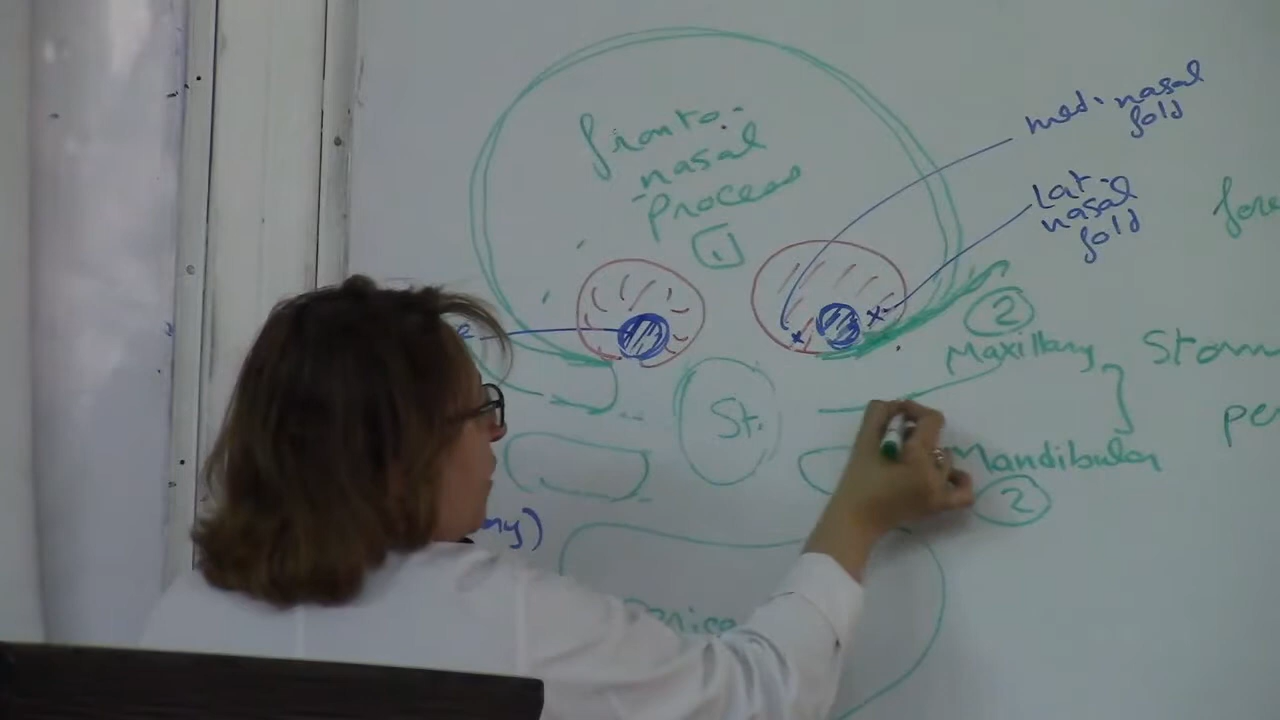 fronto-
nasal
process
1
med. nasal
fold
Lat.
nasal
fold
2
Maxillary
St.
Mandibular
2